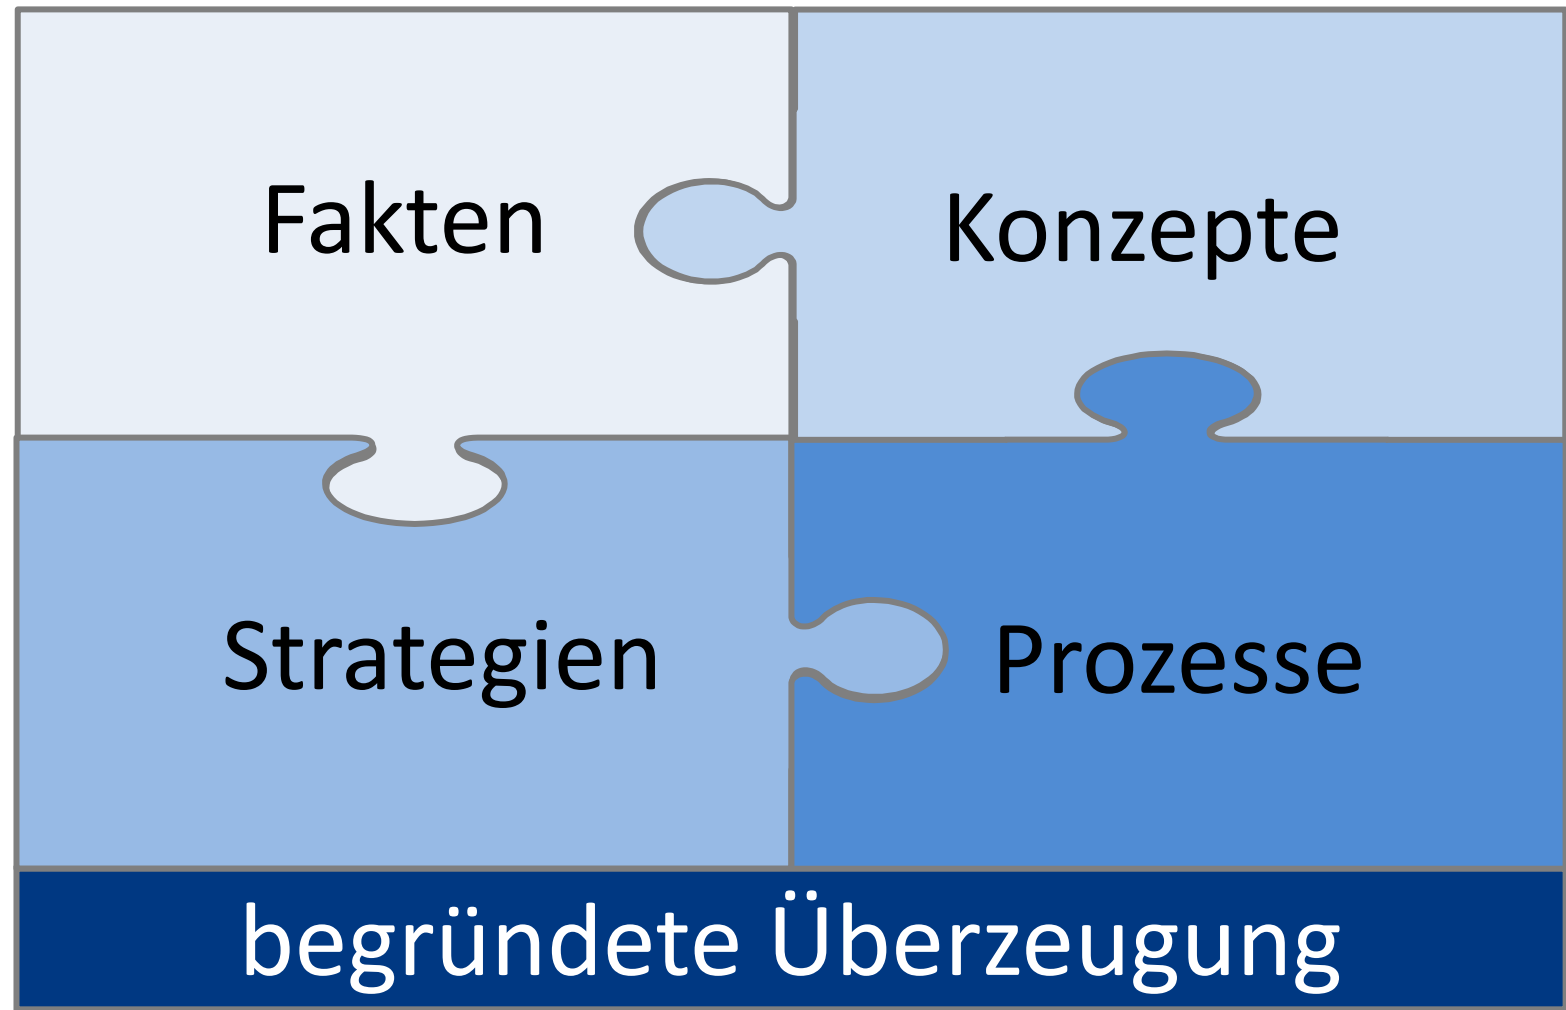 Fakten
Konzepte
Strategien
Prozesse
begründete Überzeugung